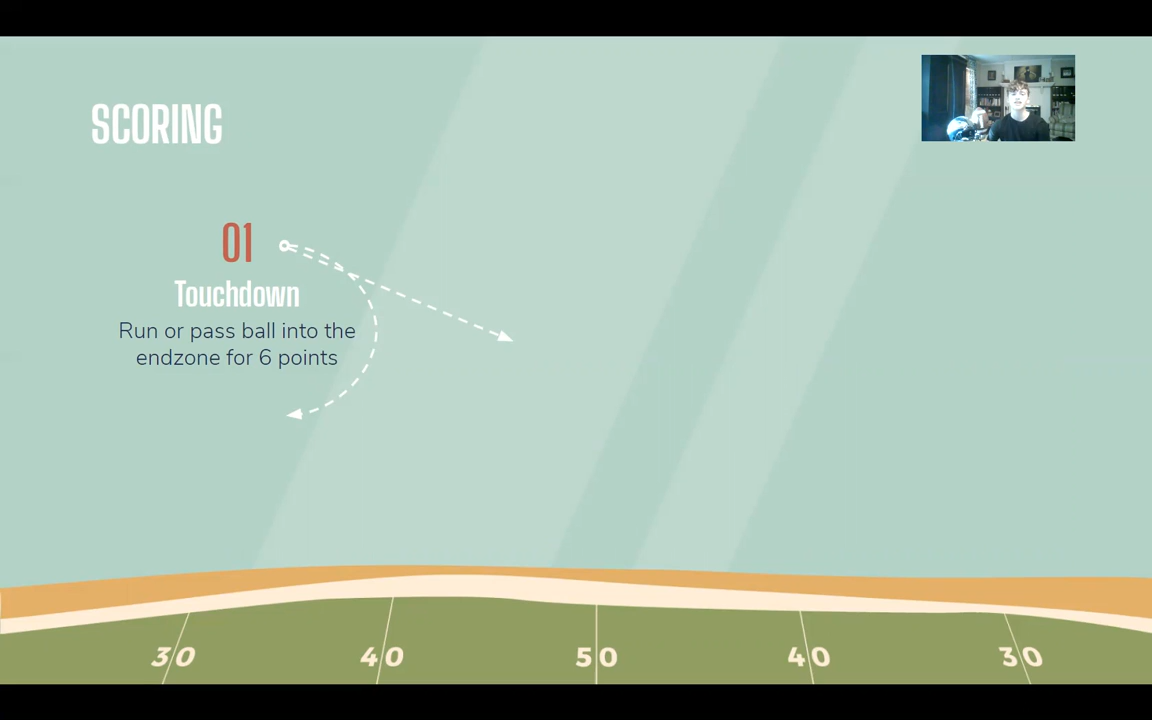 SCORING
01
Touchdown
Run or pass ball into the
endzone for 6 points
30 40 50 40 30